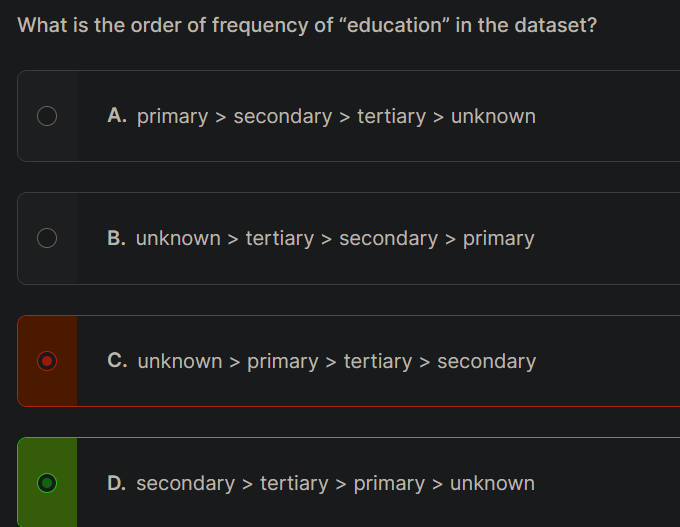 What is the order of frequency of “education” in the dataset?
A. primary > secondary > tertiary > unknown
B. unknown > tertiary > secondary > primary
C. unknown > primary > tertiary > secondary
D. secondary > tertiary > primary > unknown